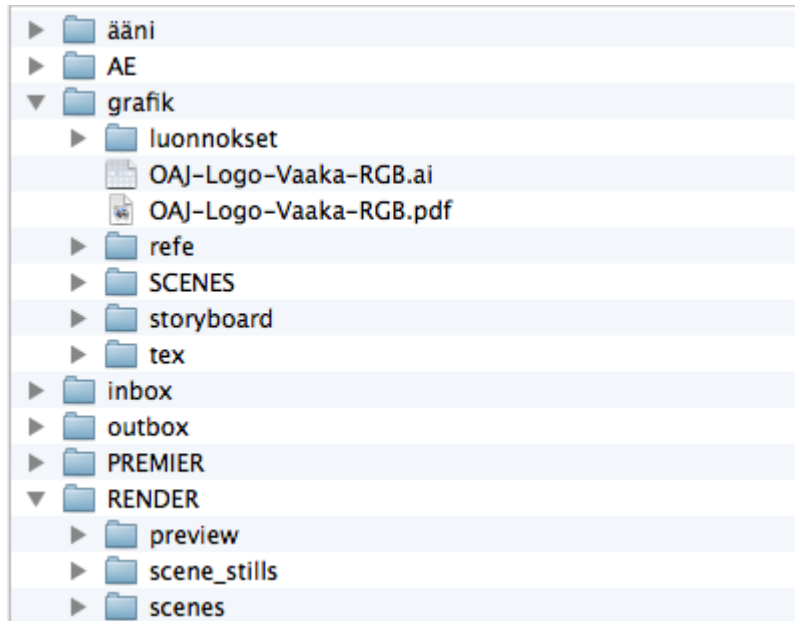 ääni
AE
grafik
luonnokset
OAJ-Logo-Vaaka-RGB.ai
OAJ-Logo-Vaaka-RGB.pdf
refe
SCENES
storyboard
tex
inbox
outbox
PREMIER
RENDER
preview
scene_stills
scenes